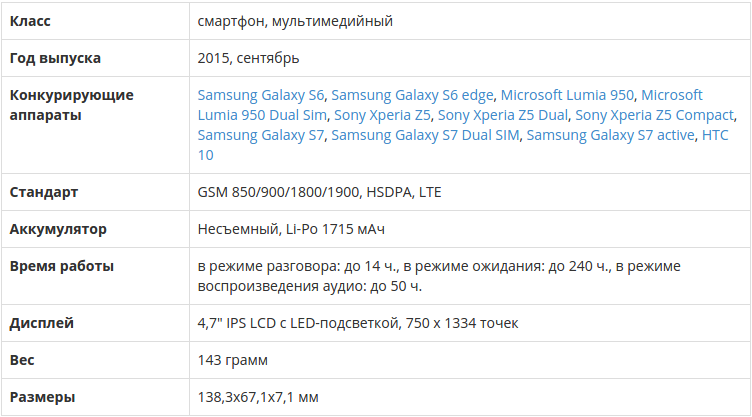 Класс смартфон, мультимедийный
Год выпуска 2015, сентябрь
Конкурирующие аппараты Samsung Galaxy S6, Samsung Galaxy S6 edge, Microsoft Lumia 950, Microsoft
Lumia 950 Dual Sim, Sony Xperia Z5, Sony Xperia Z5 Dual, Sony Xperia Z5 Compact,
Samsung Galaxy S7, Samsung Galaxy S7 Dual SIM, Samsung Galaxy S7 active, HTC
10
Стандарт GSM 850/900/1800/1900, HSDPA, LTE
Аккумулятор Несъемный, Li-Po 1715 мАч
Время работы в режиме разговора: до 14 ч., в режиме ожидания: до 240 ч., в режиме
воспроизведения аудио: до 50 ч.
Дисплей 4,7" IPS LCD с LED-подсветкой, 750 x 1334 точек
Вес 143 грамм
Размеры 138,3x67,1x7,1 мм